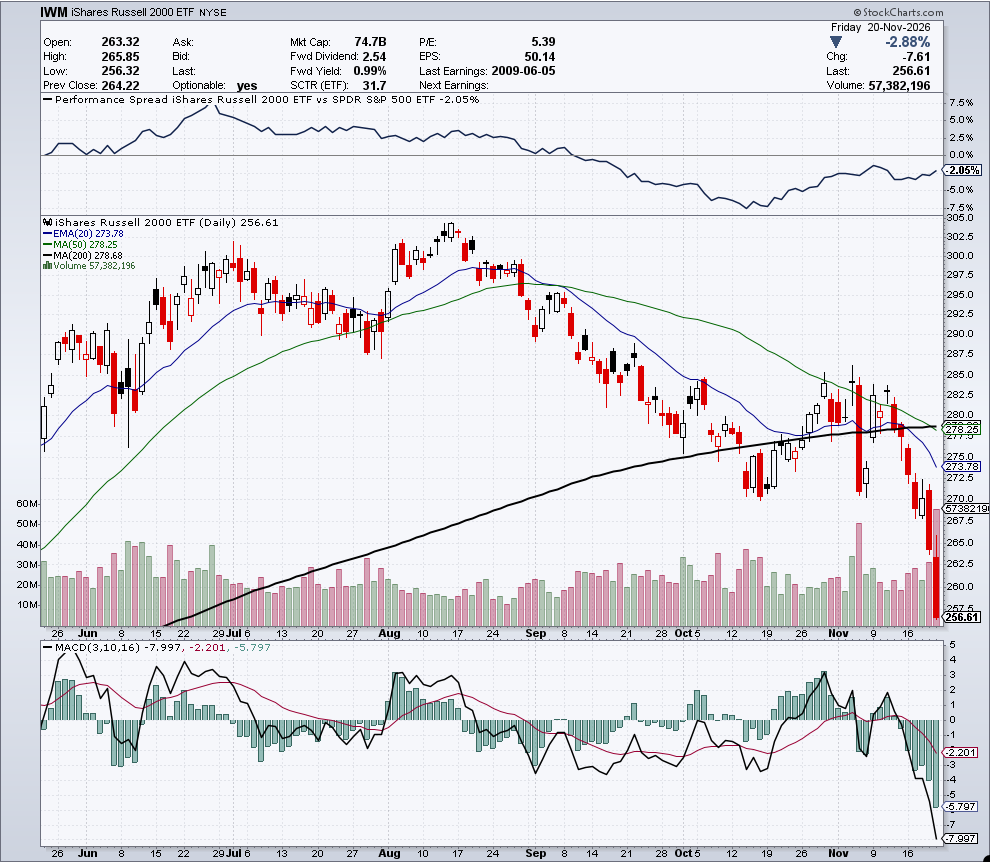 IWM iShares Russell 2000 ETF NYSE © StockCharts.com
Friday 20-Nov-2026
Open: 263.32 Ask: Mkt Cap: 74.7B P/E: 5.39 -2.88%
High: 265.85 Bid: Fwd Dividend: 2.54 EPS: 50.14 Chg: -7.61
Low: 256.32 Last: Fwd Yield: 0.99% Last Earnings: 2009-06-05 Last: 256.61
Prev Close: 264.22 Optionable: yes SCTR (ETF): 31.7 Next Earnings: Volume: 57,382,196
Performance Spread iShares Russell 2000 ETF vs SPDR S&P 500 ETF -2.05%
7.5%
5.0%
2.5%
0.0%
-2.05%
-5.0%
-7.5%
iShares Russell 2000 ETF (Daily) 256.61
EMA(20) 273.78
MA(50) 278.25
MA(200) 278.68
Volume 57,382,196
305.0
302.5
300.0
297.5
295.0
292.5
290.0
287.5
285.0
282.5
280.0
278.25
277.5
275.0
273.78
272.5
270.0
57382196
267.5
265.0
262.5
260.0
257.5
256.61
60M
50M
40M
30M
20M
10M
26 Jun 8 15 22 29 Jul 6 13 20 27 Aug 10 17 24 Sep 8 14 21 28 Oct 5 12 19 26 Nov 9 16
MACD(3,10,16) -7.997, -2.201, -5.797
5
4
3
2
1
0
-1
-2.201
-3
-4
-5
-5.797
-7
-7.997
26 Jun 8 15 22 29 Jul 6 13 20 27 Aug 10 17 24 Sep 8 14 21 28 Oct 5 12 19 26 Nov 9 16